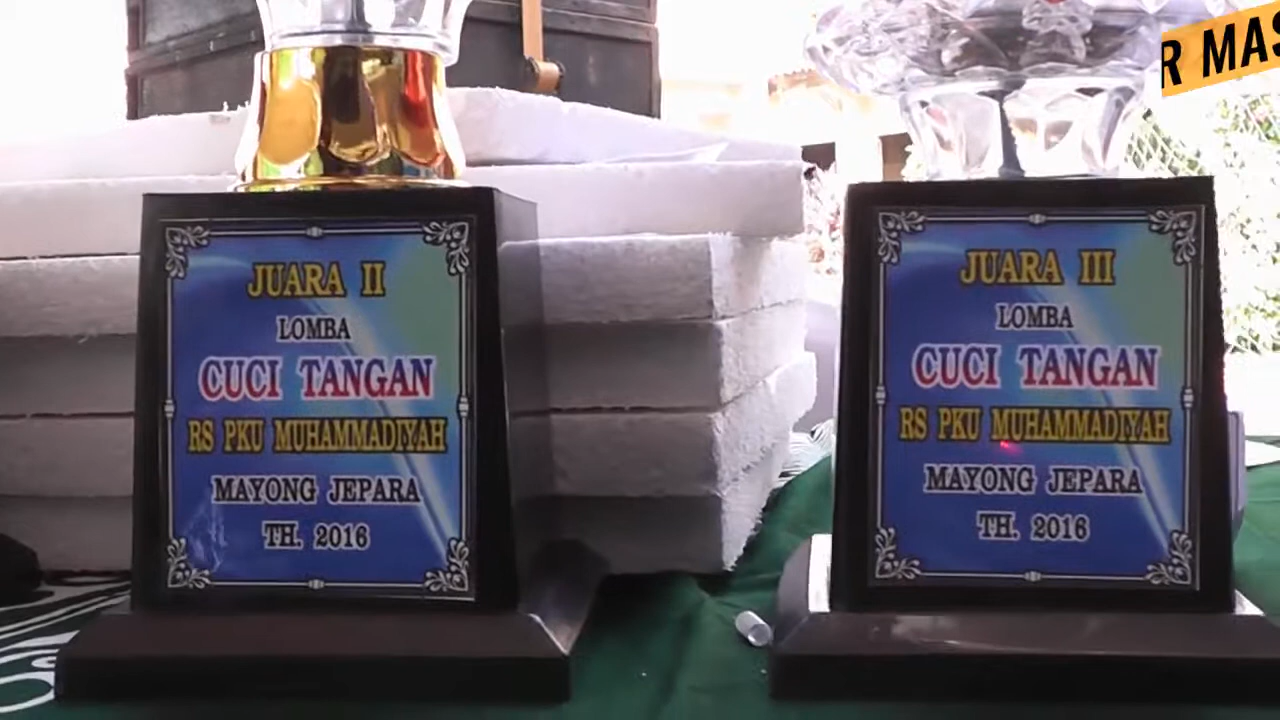 JUARA II
LOMBA
CUCI TANGAN
RS PKU MUHAMMADIYAH
MAYONG JEPARA
TH. 2016
JUARA III
LOMBA
CUCI TANGAN
RS PKU MUHAMMADIYAH
MAYONG JEPARA
TH. 2016
R MAS